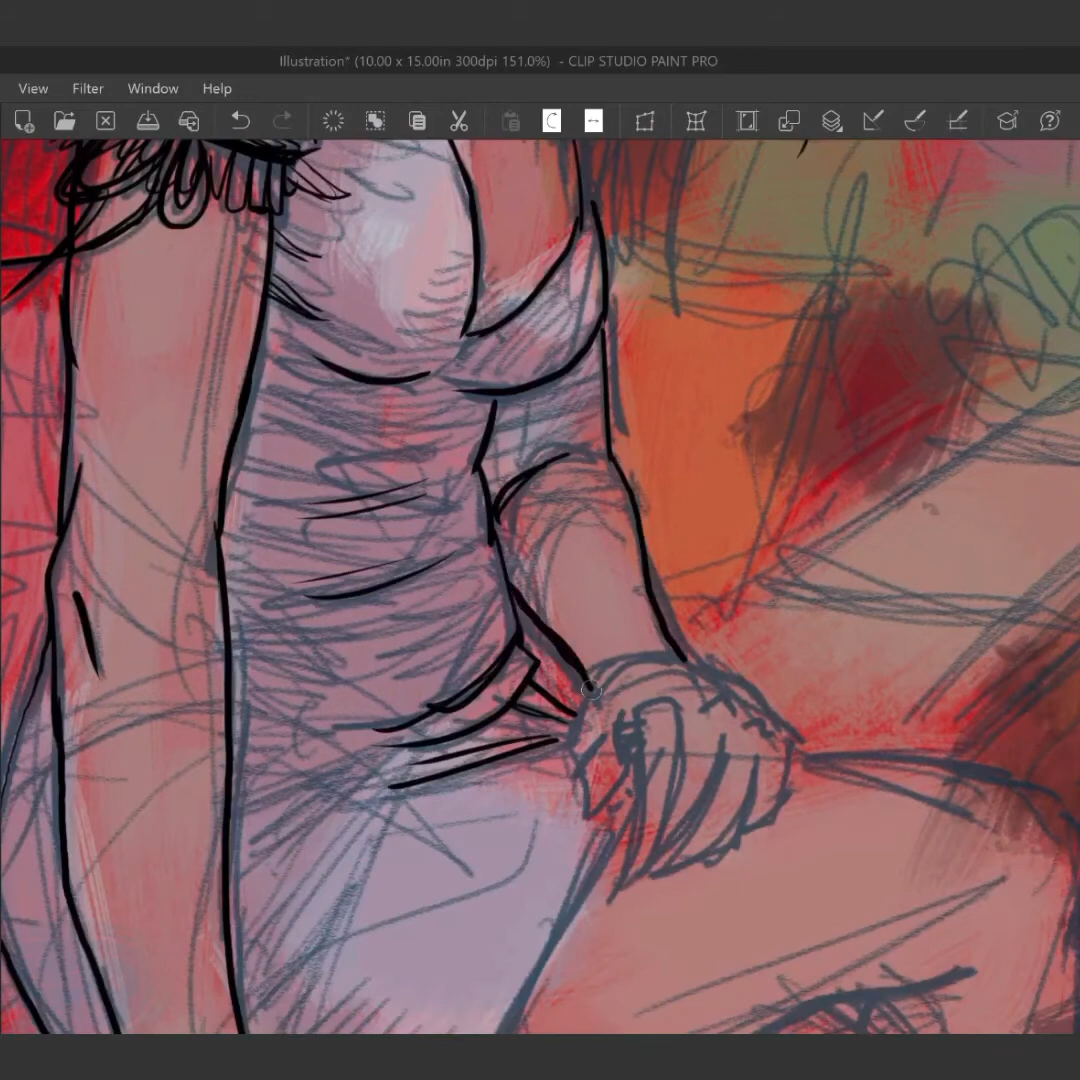 Illustration* (10.00 x 15.00in 300dpi 151.0%) - CLIP STUDIO PAINT PRO
View Filter Window Help